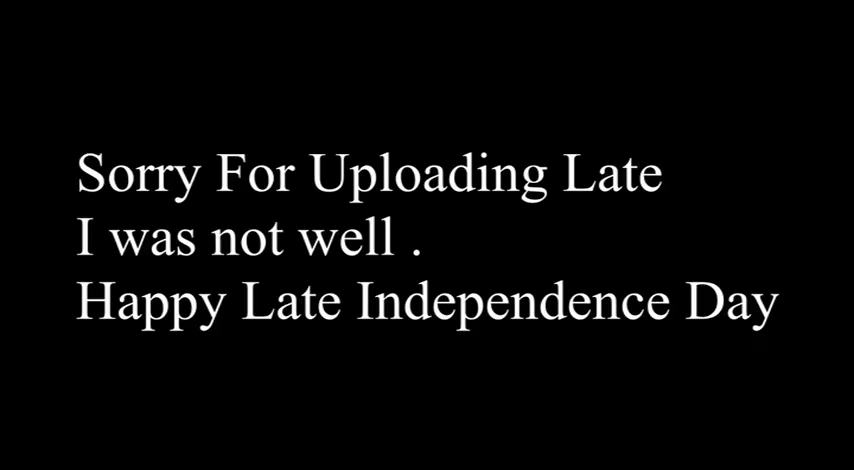 Sorry For Uploading Late
I was not well .
Happy Late Independence Day